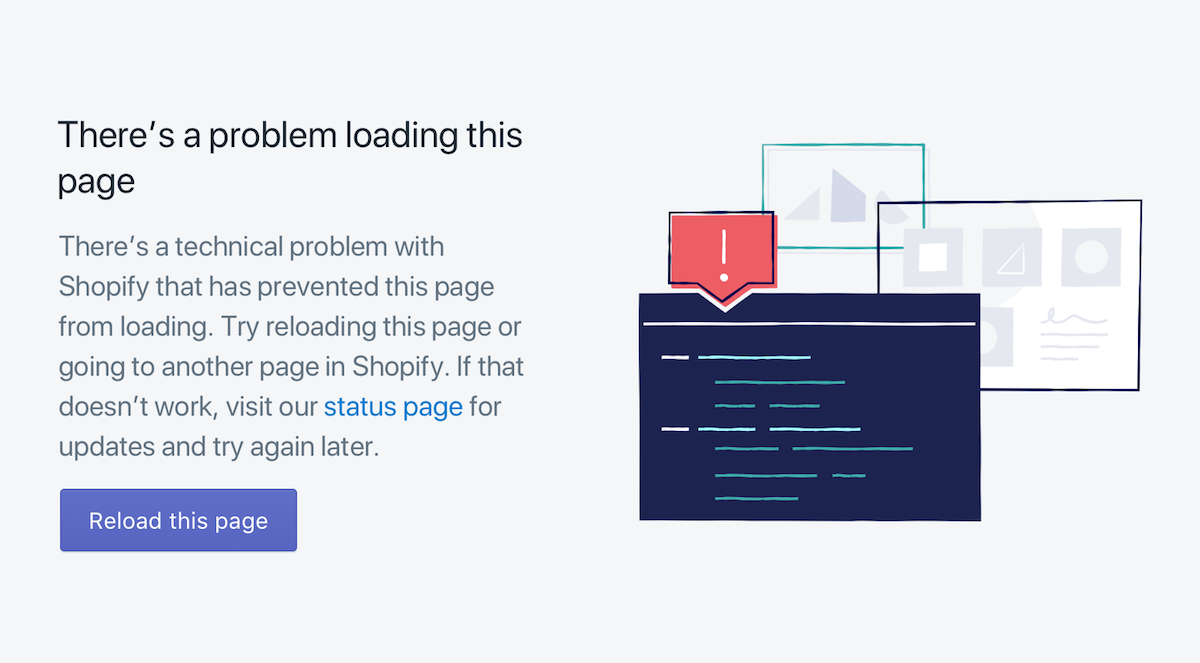 There’s a problem loading this
page
There’s a technical problem with
Shopify that has prevented this page
from loading. Try reloading this page or
going to another page in Shopify. If that
doesn’t work, visit our status page for
updates and try again later.
Reload this page